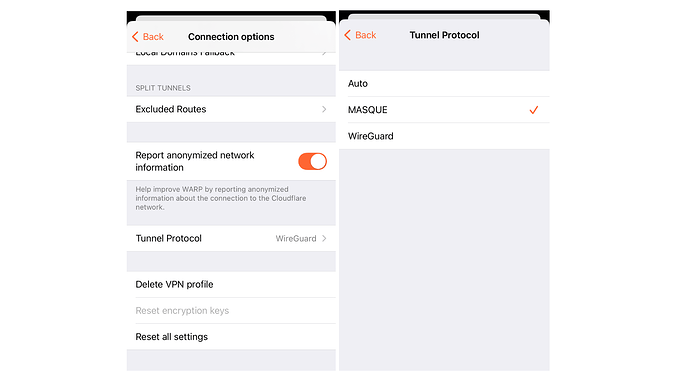 Back
Connection options
Local Domains Fallback
SPLIT TUNNELS
Excluded Routes
Report anonymized network
information
Help improve WARP by reporting anonymized
information about the connection to the Cloudflare
network.
Tunnel Protocol
WireGuard
Delete VPN profile
Reset encryption keys
Reset all settings
Back
Tunnel Protocol
Auto
MASQUE
WireGuard